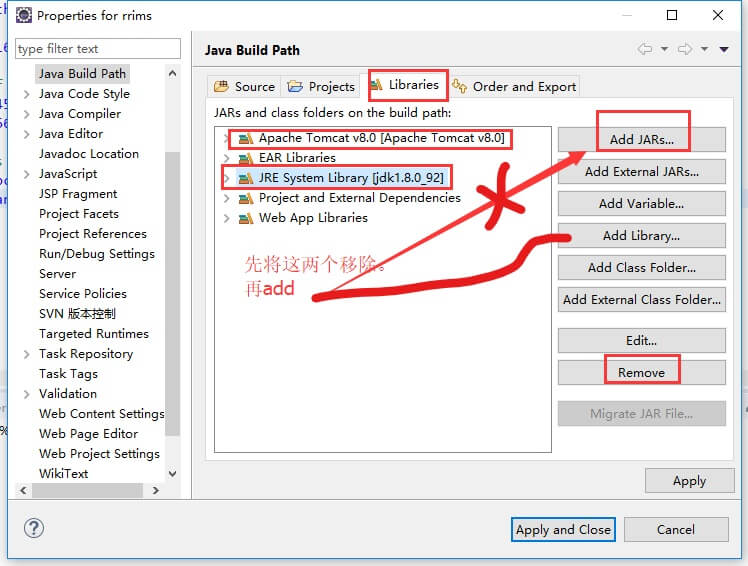 Properties for rrims
type filter text
Java Build Path
Java Code Style
Java Compiler
Java Editor
Javadoc Location
JavaScript
JSP Fragment
Project Facets
Project References
Run/Debug Settings
Server
Service Policies
SVN 版本控制
Targeted Runtimes
Task Repository
Task Tags
Validation
Web Content Settings
Web Page Editor
Web Project Settings
WikiText
Java Build Path
Source
Projects
Libraries
Order and Export
JARs and class folders on the build path:
Apache Tomcat v8.0 [Apache Tomcat v8.0]
EAR Libraries
JRE System Library [jdk1.8.0_92]
Project and External Dependencies
Web App Libraries
先将这两个移除。
再add
Add JARs...
Add External JARs...
Add Variable...
Add Library...
Add Class Folder...
Add External Class Folder...
Edit...
Remove
Migrate JAR File...
Apply
Apply and Close
Cancel